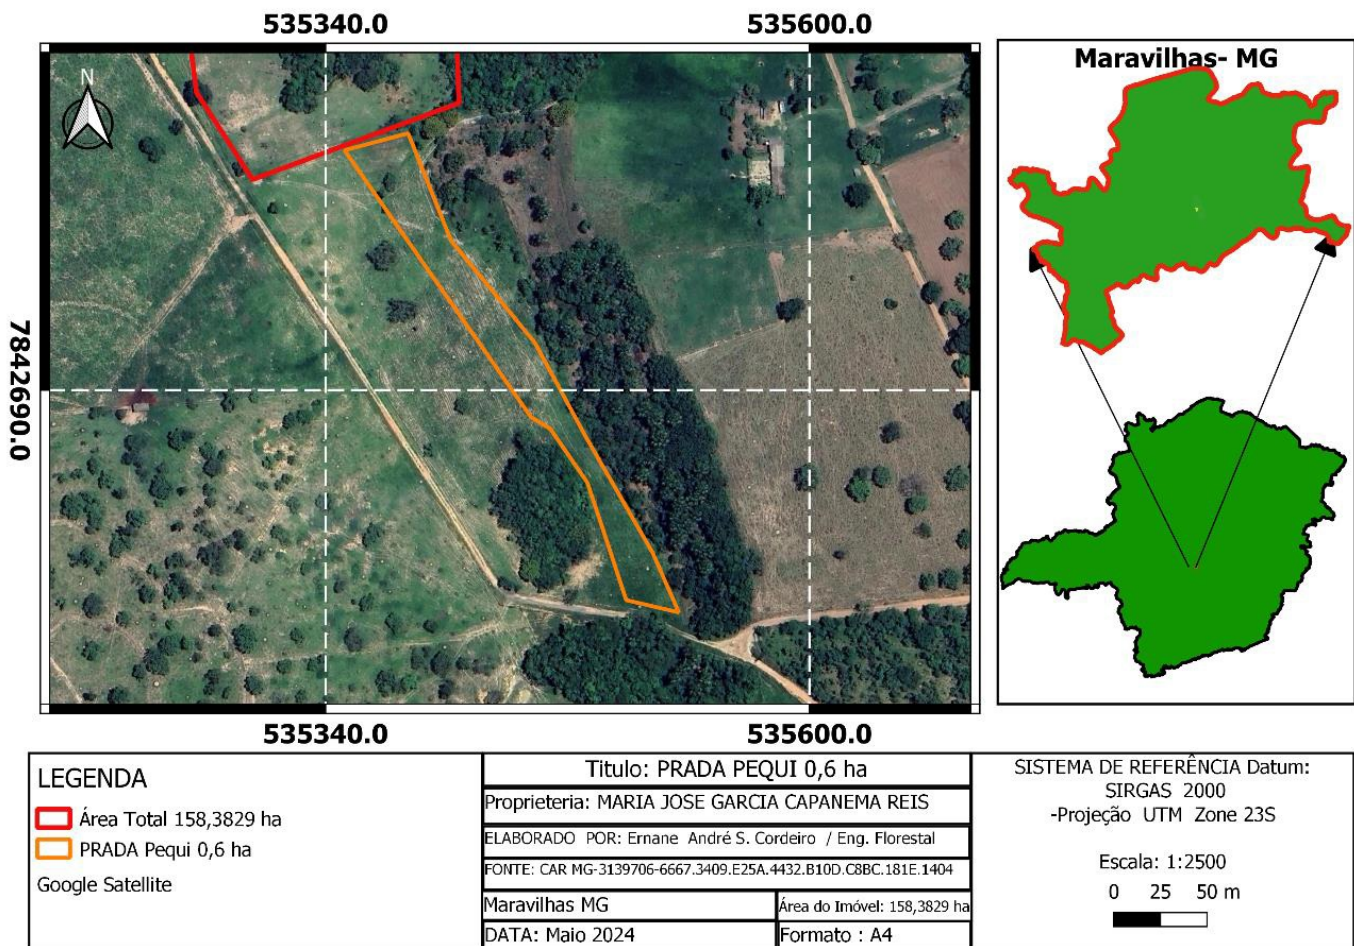 535340.0
535600.0
N
7842690.0
535340.0
535600.0
Maravilhas- MG
LEGENDA
Área Total 158,3829 ha
PRADA Pequi 0,6 ha
Google Satellite
Titulo: PRADA PEQUI 0,6 ha
Proprieteria: MARIA JOSE GARCIA CAPANEMA REIS
ELABORADO POR: Ernane André S. Cordeiro / Eng. Florestal
FONTE: CAR MG-3139706-6667.3409.E25A.4432.B10D.C8BC.181E.1404
Maravilhas MG
Área do Imóvel: 158,3829 ha
DATA: Maio 2024
Formato : A4
SISTEMA DE REFERÊNCIA Datum:
SIRGAS 2000
-Projeção UTM Zone 23S
Escala: 1:2500
0 25 50 m